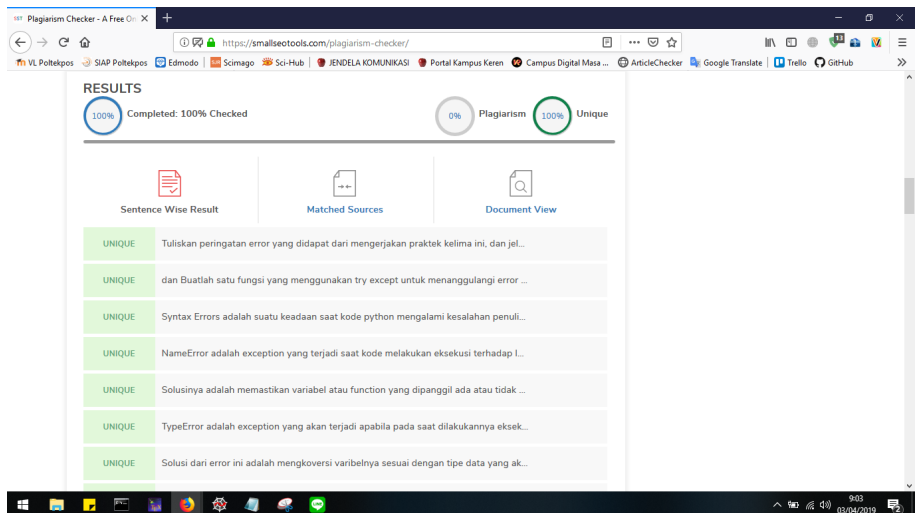 Plagiarism Checker - A Free On
https://smallseotools.com/plagiarism-checker/
13
VL Poltekpos SIAP Poltekpos Edmodo Scimago Sci-Hub JENDELA KOMUNIKASI Portal Kampus Keren Campus Digital Masa ... ArticleChecker Google Translate Trello GitHub
RESULTS
100% Completed: 100% Checked 0% Plagiarism 100% Unique
Sentence Wise Result Matched Sources Document View
UNIQUE Tuliskan peringatan error yang didapat dari mengerjakan praktek kelima ini, dan jel...
UNIQUE dan Buatlah satu fungsi yang menggunakan try except untuk menanggulangi error ...
UNIQUE Syntax Errors adalah suatu keadaan saat kode python mengalami kesalahan penuli...
UNIQUE NameError adalah exception yang terjadi saat kode melakukan eksekusi terhadap l...
UNIQUE Solusinya adalah memastikan variabel atau function yang dipanggil ada atau tidak ...
UNIQUE TypeError adalah exception yang akan terjadi apabila pada saat dilakukannya eksek...
UNIQUE Solusi dari error ini adalah mengkoversi varibelnya sesuai dengan tipe data yang ak...
9:03
03/04/2019
2